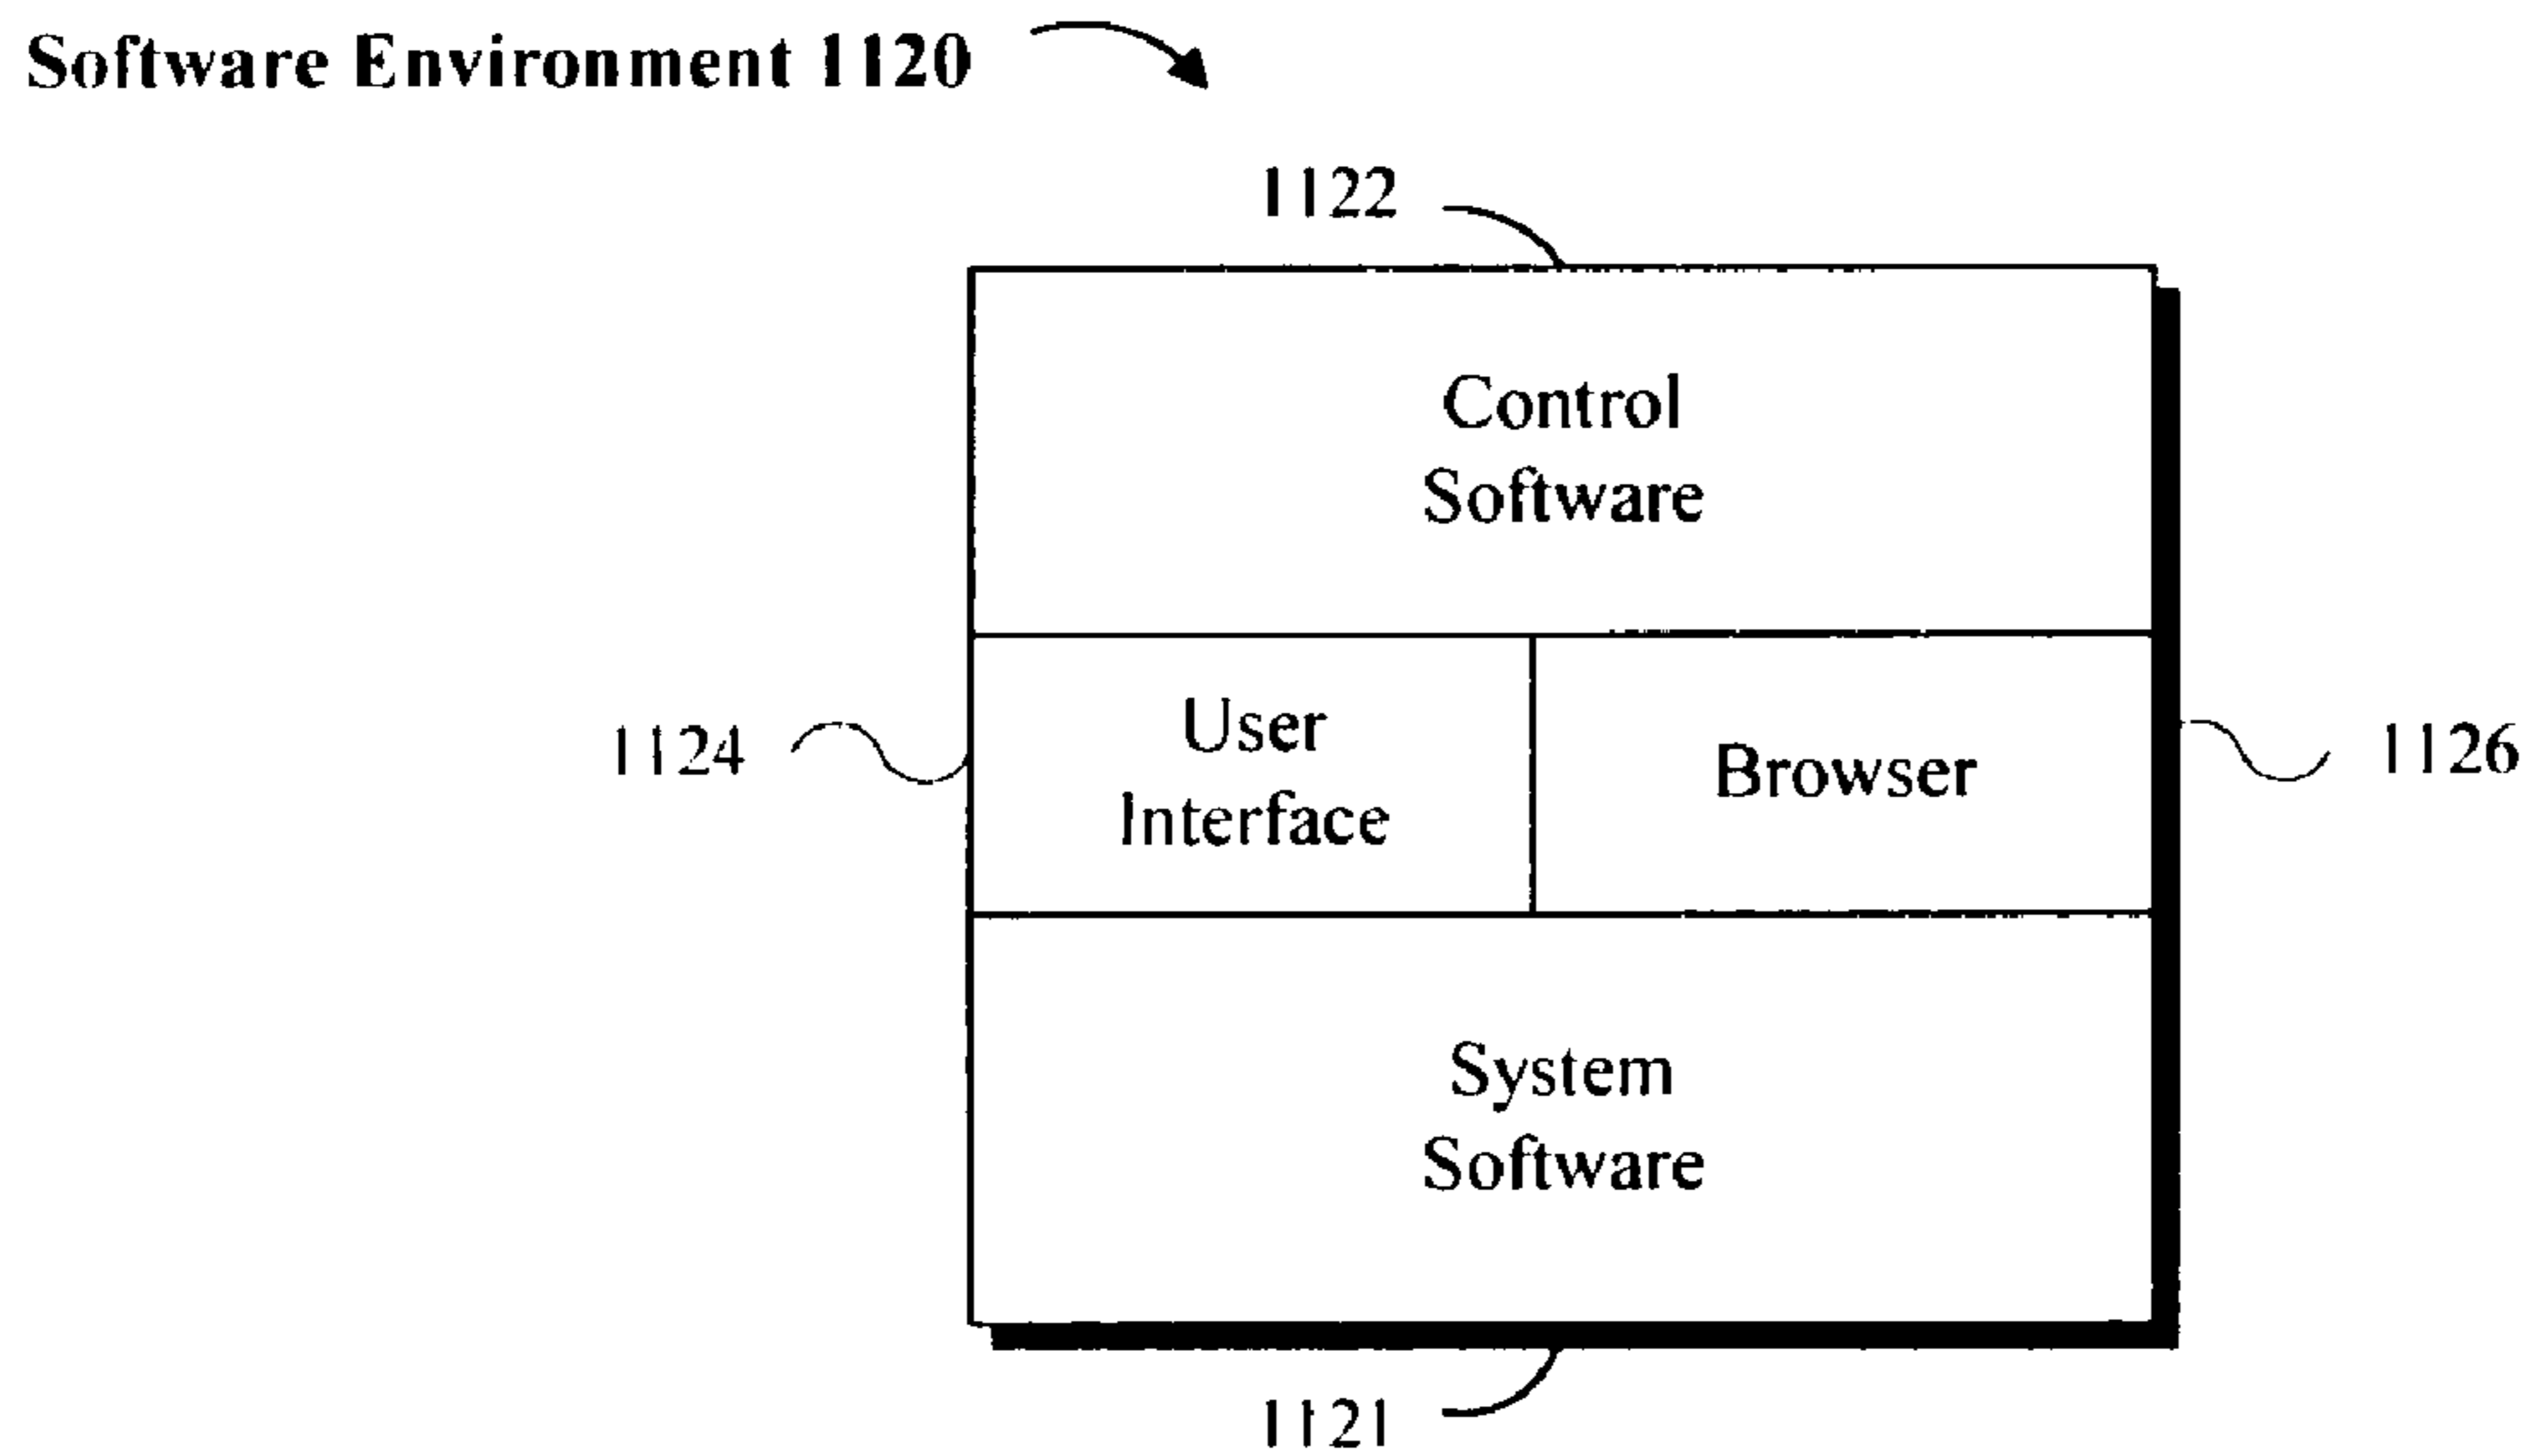 Software Environment 1120
1122
Control
Software
1124
User
Interface
Browser
1126
System
Software
1121